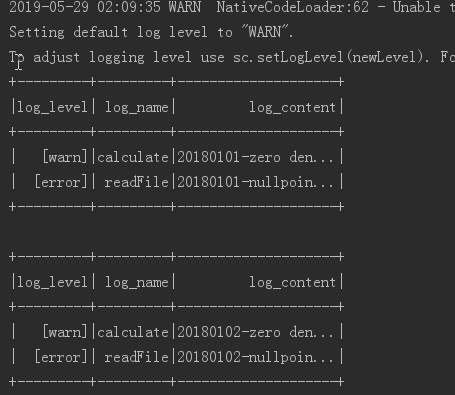 2019-05-29 02:09:35 WARN  NativeCodeLoader:62 - Unable t
Setting default log level to "WARN".
To adjust logging level use sc.setLogLevel(newLevel). Fo
+---------+---------+--------------------+
|log_level| log_name|         log_content|
+---------+---------+--------------------+
|   [warn]|calculate|20180101-zero den...|
|  [error]| readFile|20180101-nullpoin...|
+---------+---------+--------------------+
+---------+---------+--------------------+
|log_level| log_name|         log_content|
+---------+---------+--------------------+
|   [warn]|calculate|20180102-zero den...|
|  [error]| readFile|20180102-nullpoin...|
+---------+---------+--------------------+